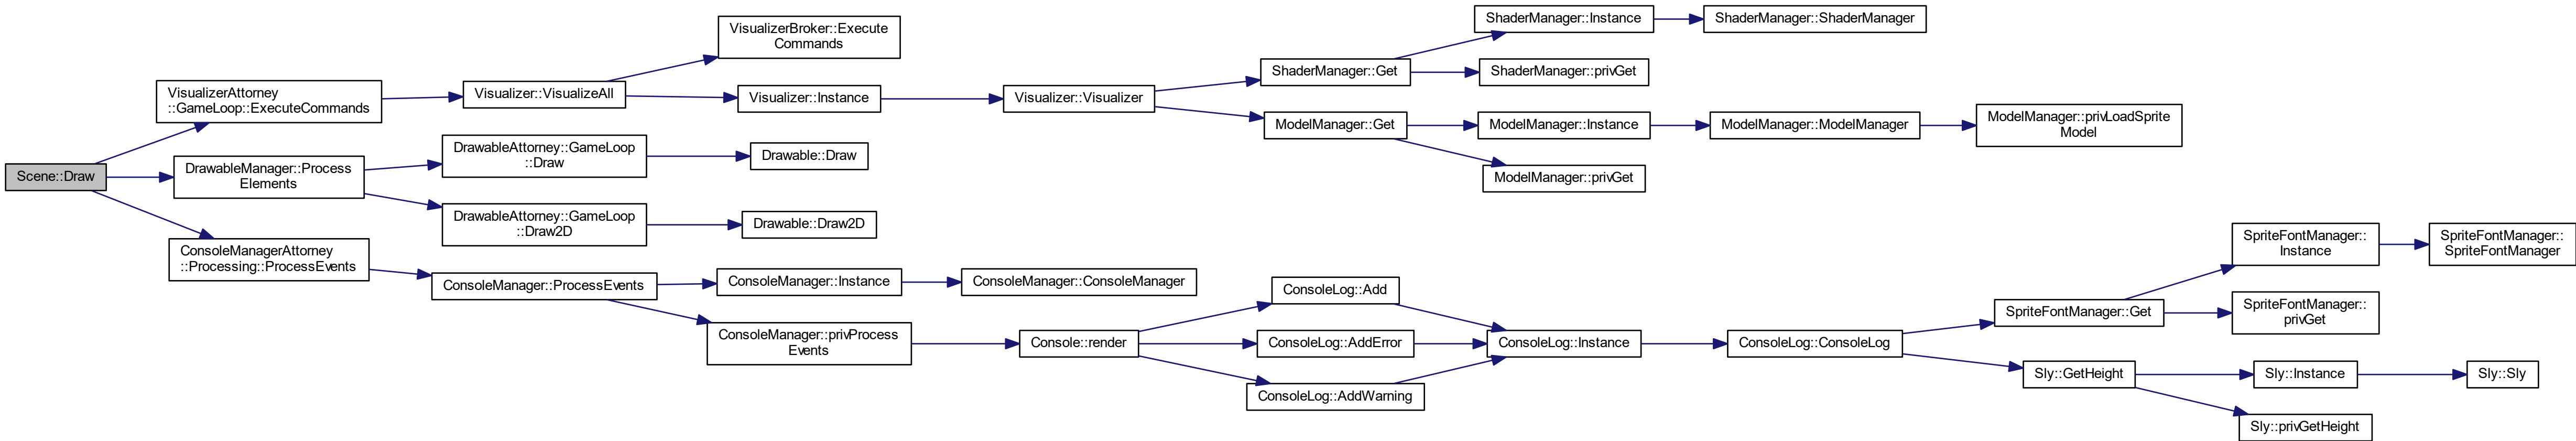 Scene::Draw
VisualizerAttorney
::GameLoop::ExecuteCommands
DrawableManager::Process
Elements
ConsoleManagerAttorney
::Processing::ProcessEvents
Visualizer::VisualizeAll
DrawableAttorney::GameLoop
::Draw
DrawableAttorney::GameLoop
::Draw2D
ConsoleManager::ProcessEvents
VisualizerBroker::Execute
Commands
Visualizer::Instance
Drawable::Draw
Drawable::Draw2D
ConsoleManager::Instance
ConsoleManager::privProcess
Events
Visualizer::Visualizer
ConsoleManager::ConsoleManager
Console::render
ShaderManager::Get
ModelManager::Get
ConsoleLog::Add
ConsoleLog::AddError
ConsoleLog::AddWarning
ShaderManager::Instance
ShaderManager::privGet
ModelManager::Instance
ModelManager::privGet
ConsoleLog::Instance
ShaderManager::ShaderManager
ModelManager::ModelManager
ConsoleLog::ConsoleLog
ModelManager::privLoadSprite
Model
SpriteFontManager::Get
Sly::GetHeight
SpriteFontManager::
Instance
SpriteFontManager::
privGet
Sly::Instance
Sly::privGetHeight
SpriteFontManager::
SpriteFontManager
Sly::Sly